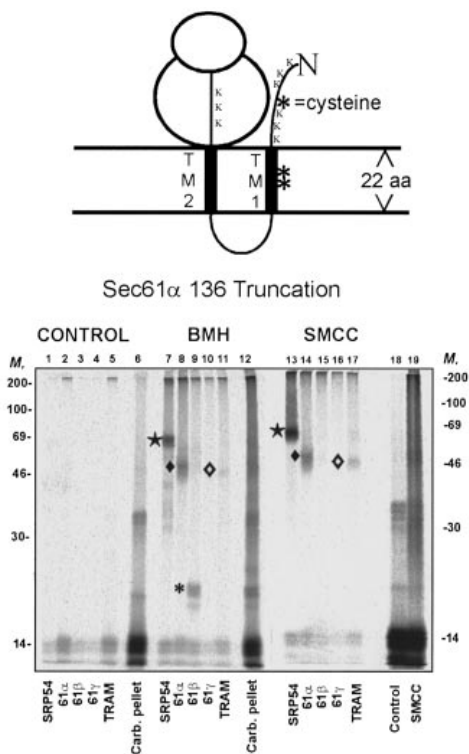 N
K
K
K
K
K
K
K
K
K
K
*=cysteine
T T
M M
2 1
22 aa
Sec61α 136 Truncation
CONTROL BMH SMCC
Mr 1 2 3 4 5 6 7 8 9 10 11 12 13 14 15 16 17 18 19 Mr
200- -200
100- -100
69- -69
46- -46
30- -30
14- -14
SRP54 61α 61β 61γ TRAM Carb. pellet SRP54 61α 61β 61γ TRAM Carb. pellet SRP54 61α 61β 61γ TRAM Control SMCC